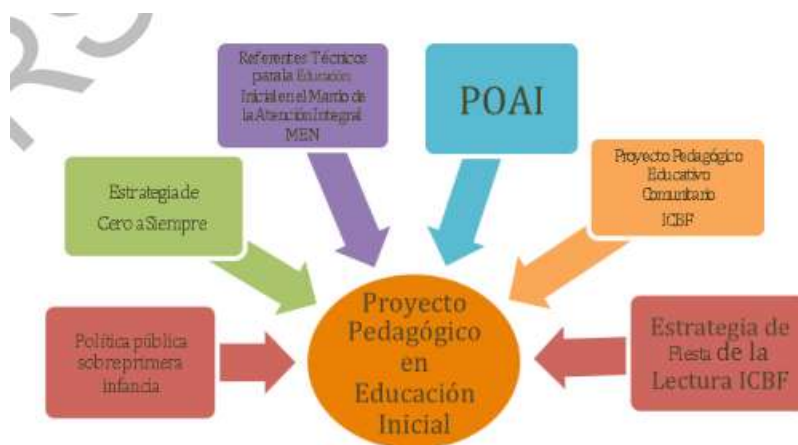 Referentes Técnicos
para la Educación
Inicial en el Marco de
la Atención Integral
MEN
POAI
Proyecto Pedagógico
Educativo
Comunitario
ICBF
Estrategia de
Cero a Siempre
Política pública
sobre primera
infancia
Proyecto
Pedagógico
en
Educación
Inicial
Estrategia de
Fiesta de la
Lectura ICBF